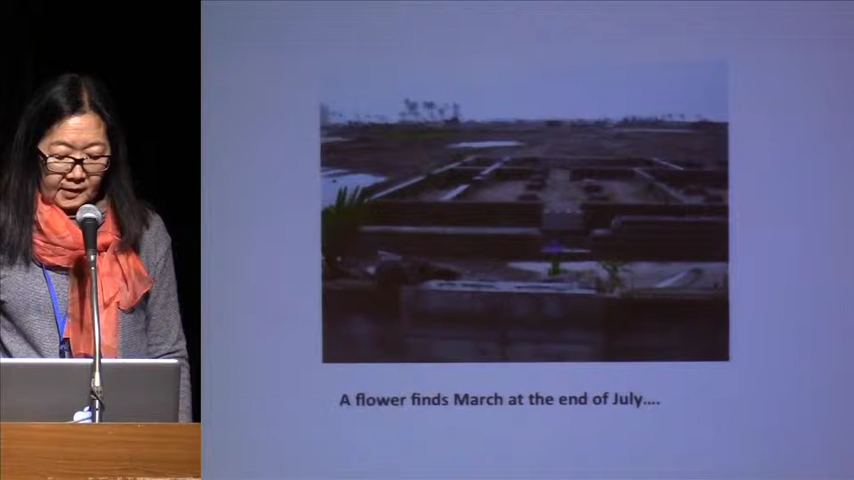 A flower finds March at the end of July....